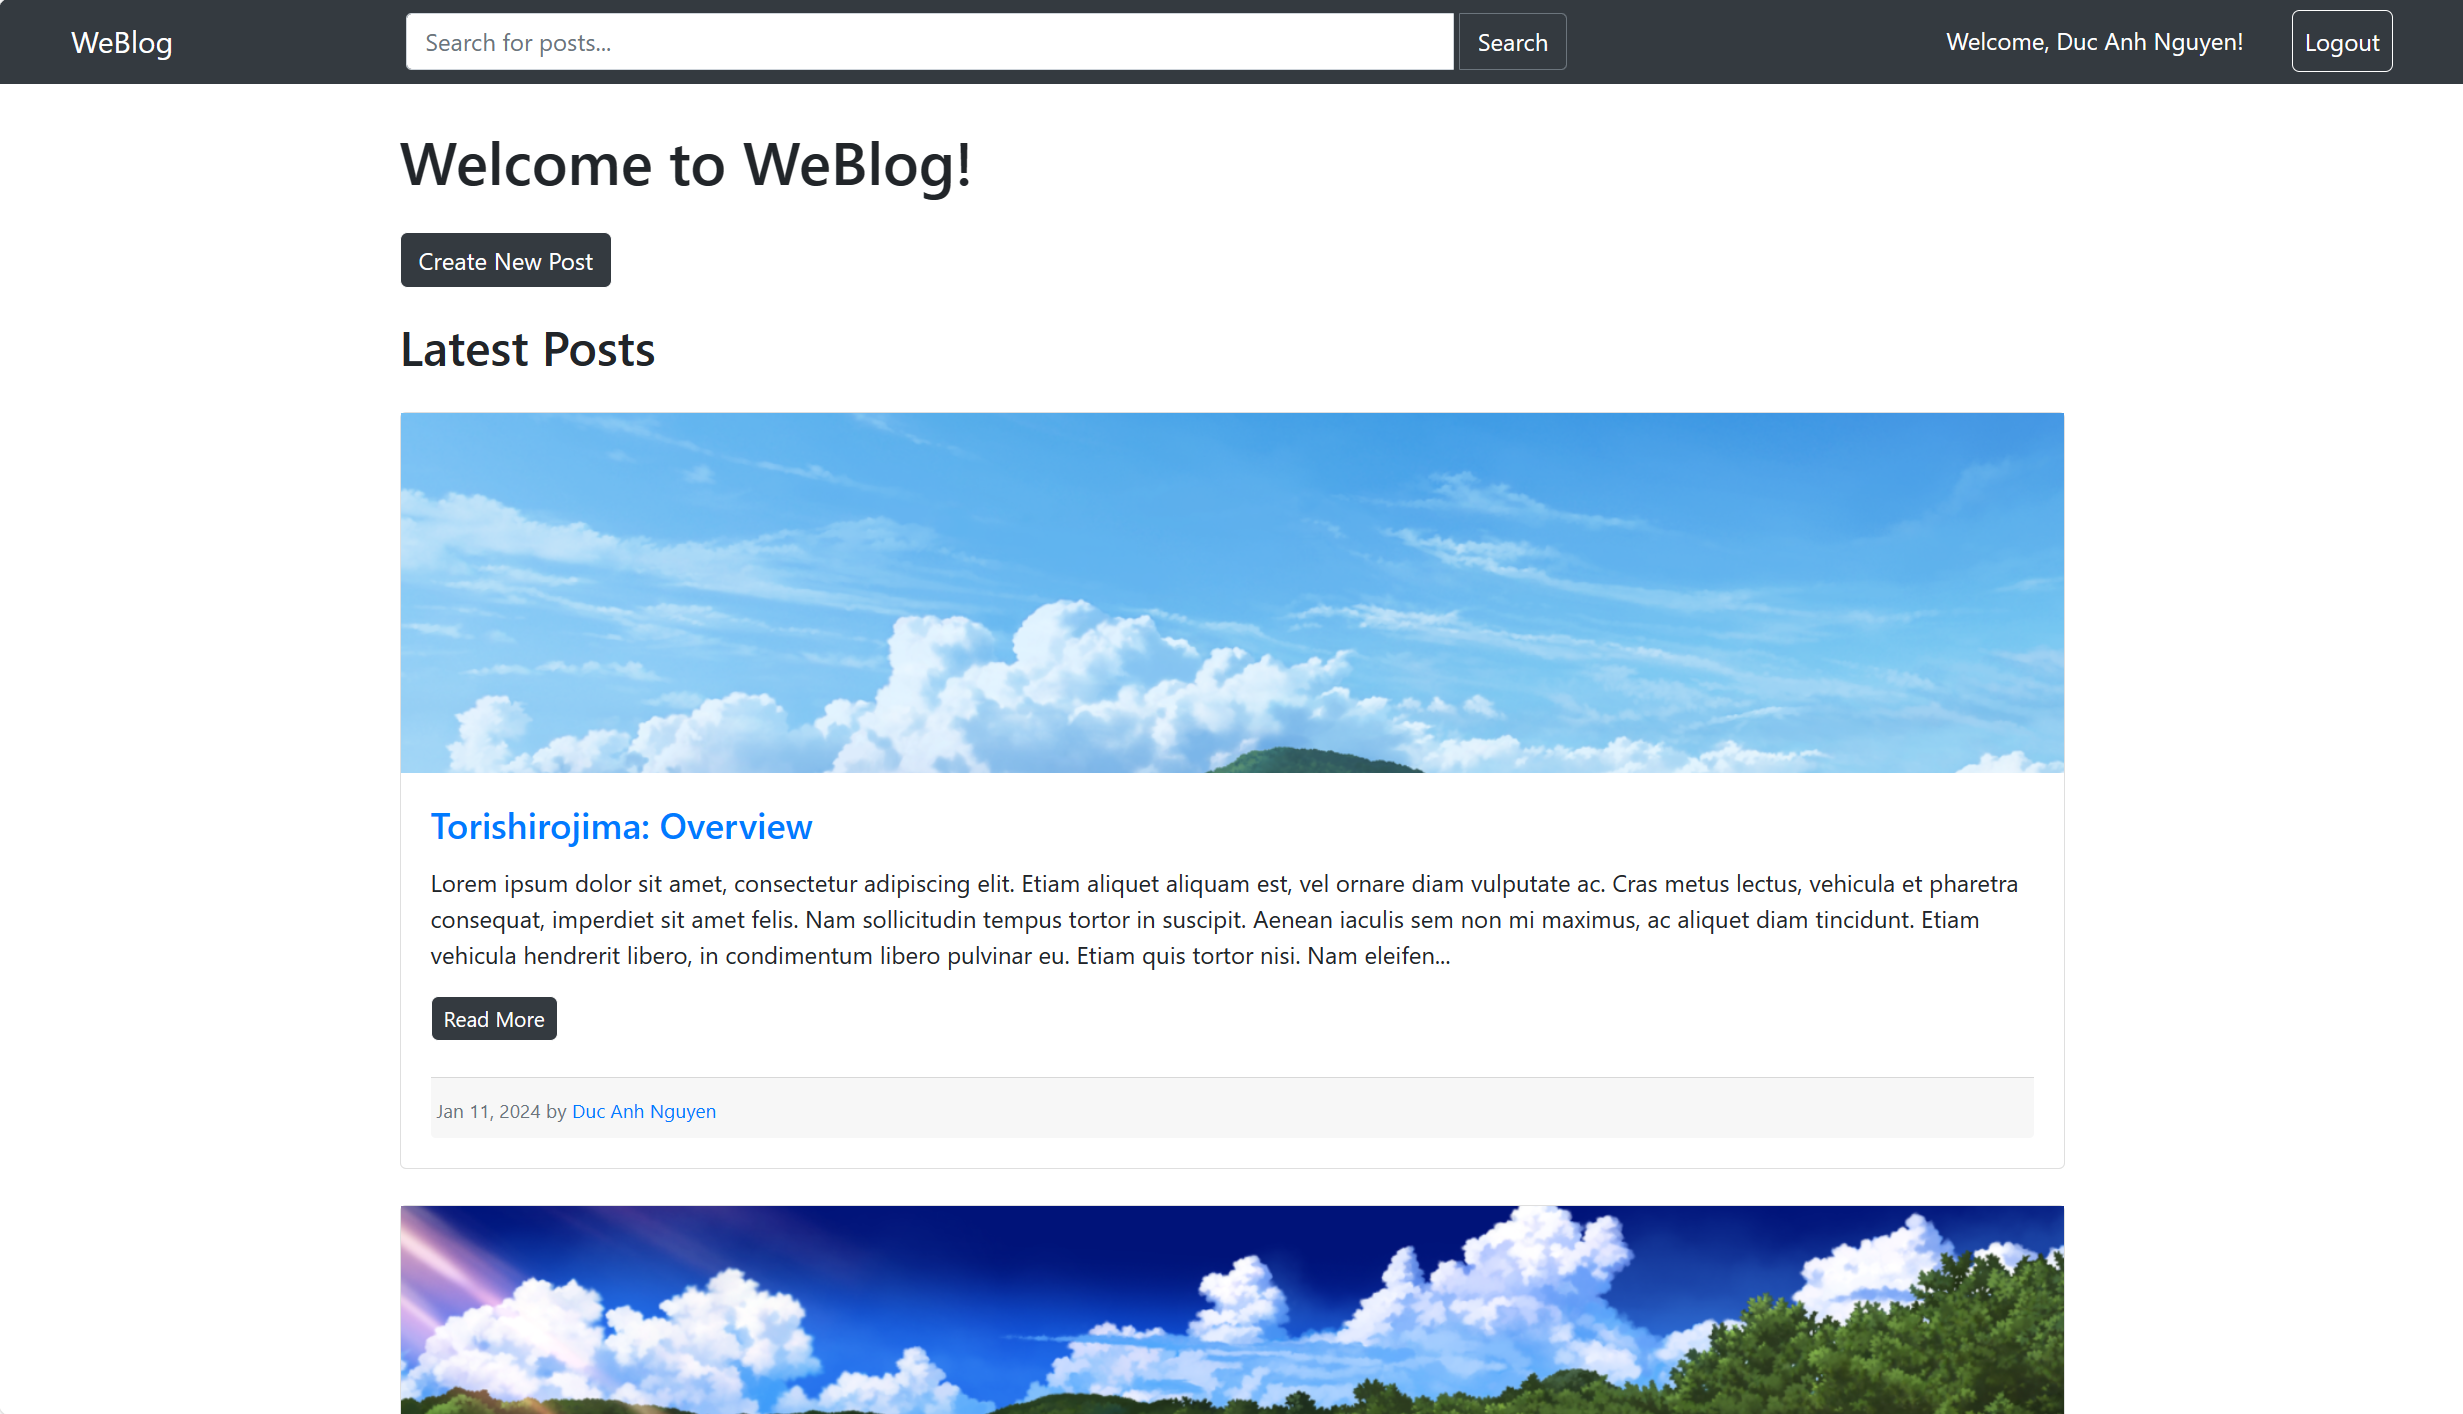 WeBlog
Search for posts...
Search
Welcome, Duc Anh Nguyen!
Logout
Welcome to WeBlog!
Create New Post
Latest Posts
Torishirojima: Overview
Lorem ipsum dolor sit amet, consectetur adipiscing elit. Etiam aliquet aliquam est, vel ornare diam vulputate ac. Cras metus lectus, vehicula et pharetra
consequat, imperdiet sit amet felis. Nam sollicitudin tempus tortor in suscipit. Aenean iaculis sem non mi maximus, ac aliquet diam tincidunt. Etiam
vehicula hendrerit libero, in condimentum libero pulvinar eu. Etiam quis tortor nisi. Nam eleifen...
Read More
Jan 11, 2024 by Duc Anh Nguyen